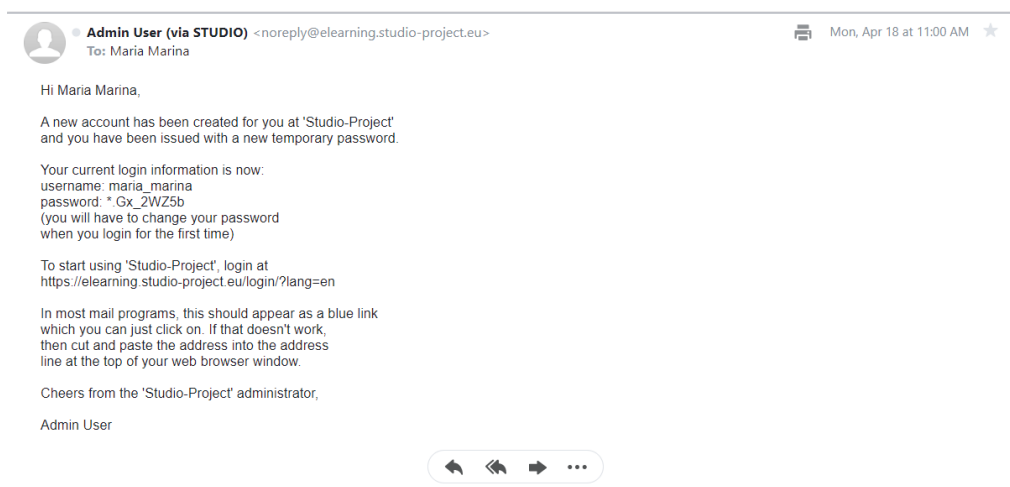 Admin User (via STUDIO) <noreply@elearning.studio-project.eu>
Mon, Apr 18 at 11:00 AM
To: Maria Marina
Hi Maria Marina,
A new account has been created for you at 'Studio-Project'
and you have been issued with a new temporary password.
Your current login information is now:
username: maria_marina
password: *.Gx_2WZ5b
(you will have to change your password
when you login for the first time)
To start using 'Studio-Project', login at
https://elearning.studio-project.eu/login/?lang=en
In most mail programs, this should appear as a blue link
which you can just click on. If that doesn't work,
then cut and paste the address into the address
line at the top of your web browser window.
Cheers from the 'Studio-Project' administrator,
Admin User